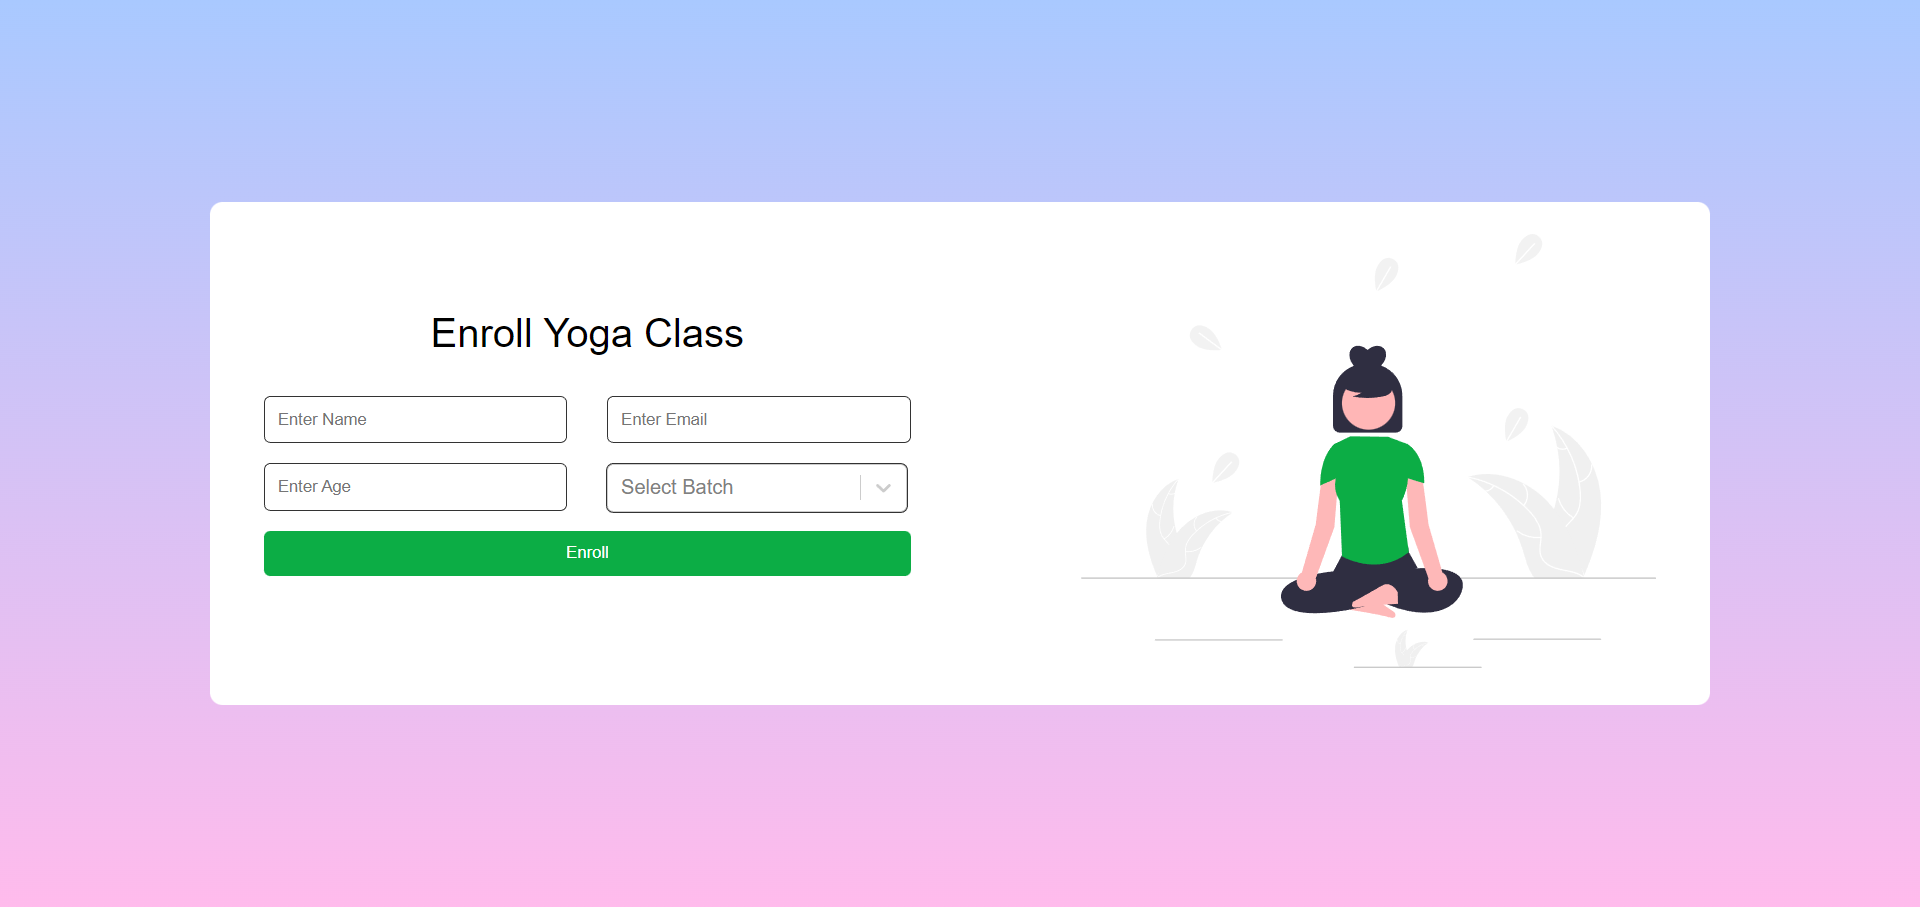 Enroll Yoga Class
Enter Name
Enter Email
Enter Age
Select Batch
Enroll